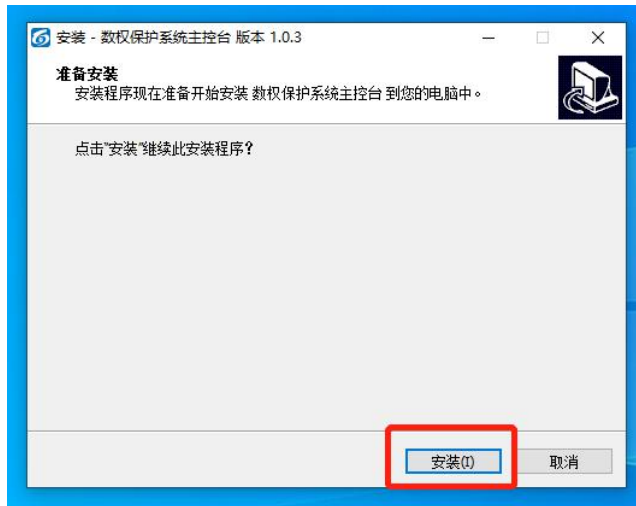 安装 - 数权保护系统主控台 版本 1.0.3
准备安装
安装程序现在准备开始安装 数权保护系统主控台 到您的电脑中。
点击"安装"继续此安装程序?
安装(I)
取消